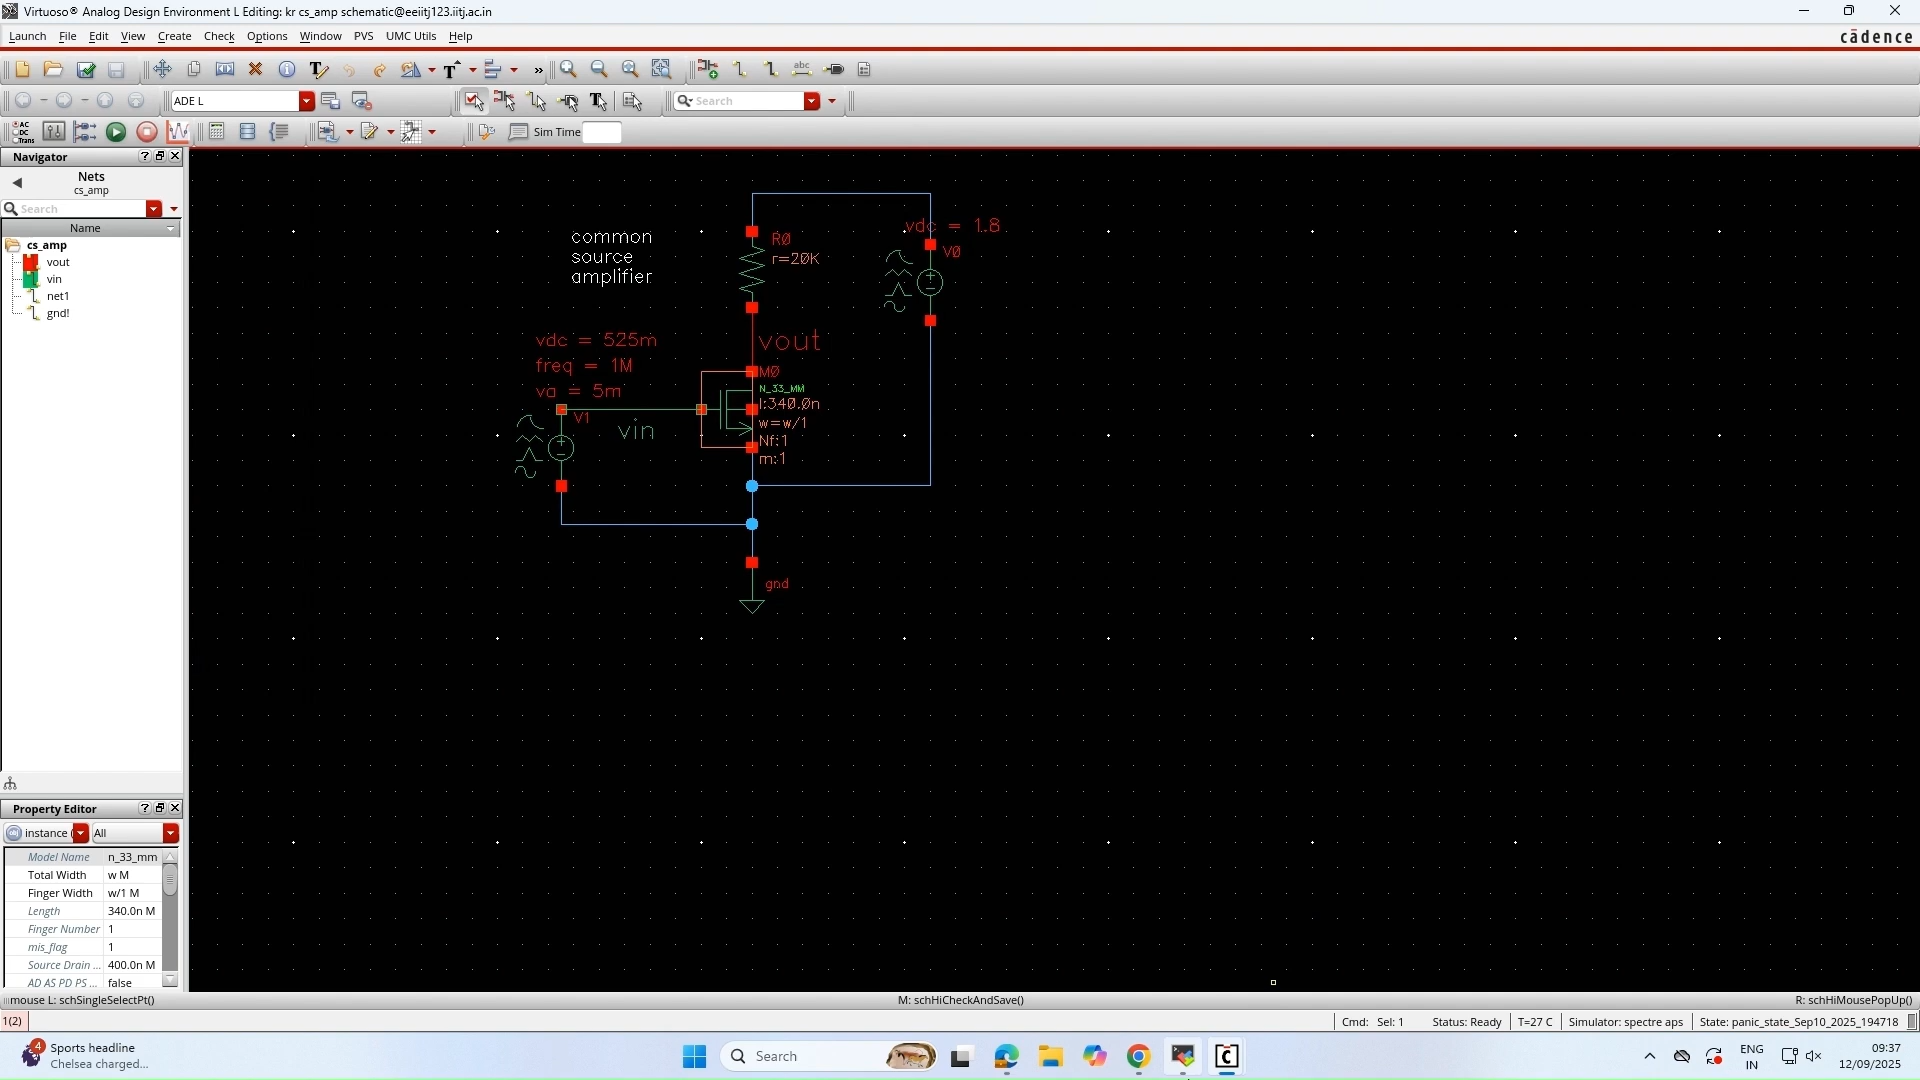 Virtuoso® Analog Design Environment L Editing: kr cs_amp schematic@eeiitj123.iitj.ac.in
Launch File Edit View Create Check Options Window PVS UMC Utils Help
cādence
T T »
abc
ADE L
Search
AC
DC
Trans
Sim Time
Navigator
Nets
cs_amp
Search
Name
cs_amp
vout
vin
net1
gnd!
common
source
amplifier
R0
r=20K
vdc = 1.8
V0
vout
vdc = 525m
freq = 1M
va = 5m
V1
vin
M0
N_33_MM
l:340.0n
w=w/1
Nf:1
m:1
gnd
Property Editor
obj instance ( All
Model Name n_33_mm
Total Width w M
Finger Width w/1 M
Length 340.0n M
Finger Number 1
mis_flag 1
Source Drain ... 400.0n M
AD AS PD PS ... false
mouse L: schSingleSelectPt() M: schHiCheckAndSave() R: schHiMousePopUp()
1(2) Cmd: Sel: 1 Status: Ready T=27 C Simulator: spectre aps State: panic_state_Sep10_2025_194718
4 Sports headline
Chelsea charged...
Search
C
ENG
IN
09:37
12/09/2025